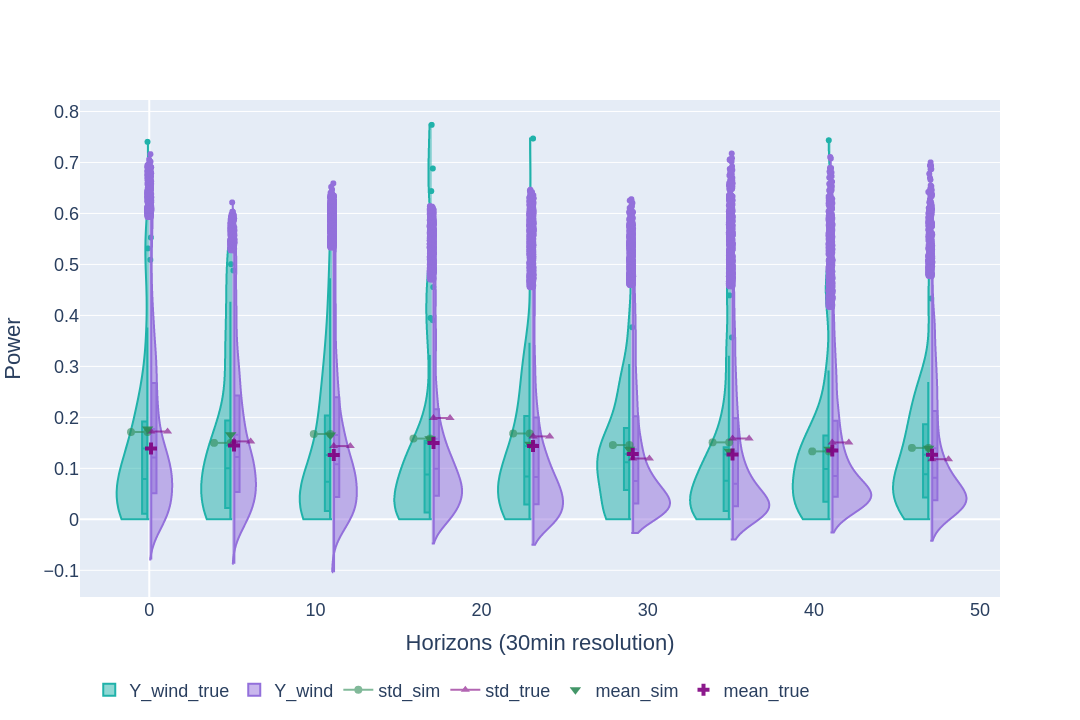 0.8
0.7
0.6
0.5
0.4
0.3
0.2
0.1
0
−0.1
Power
0 10 20 30 40 50
Horizons (30min resolution)
Y_wind_true Y_wind std_sim std_true mean_sim mean_true